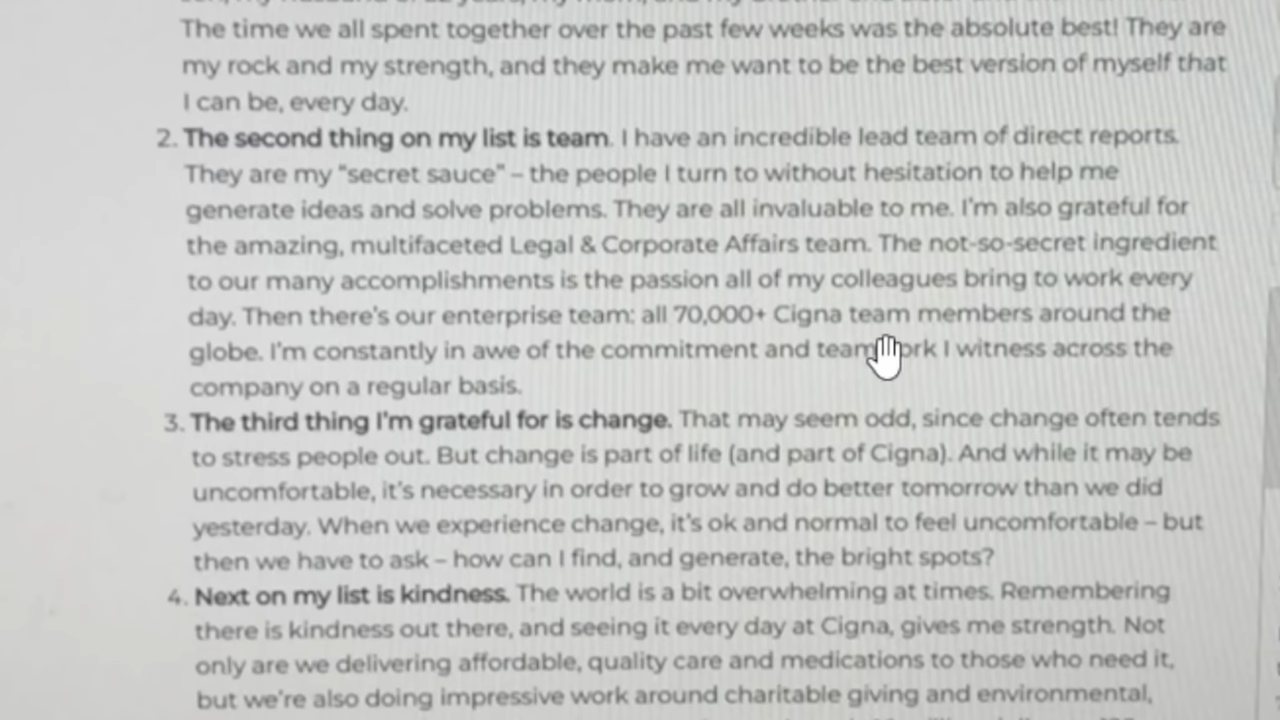 The time we all spent together over the past few weeks was the absolute best! They are
my rock and my strength, and they make me want to be the best version of myself that
I can be, every day.
2. The second thing on my list is team. I have an incredible lead team of direct reports.
They are my "secret sauce" – the people I turn to without hesitation to help me
generate ideas and solve problems. They are all invaluable to me. I'm also grateful for
the amazing, multifaceted Legal & Corporate Affairs team. The not-so-secret ingredient
to our many accomplishments is the passion all of my colleagues bring to work every
day. Then there's our enterprise team: all 70,000+ Cigna team members around the
globe. I'm constantly in awe of the commitment and teamwork I witness across the
company on a regular basis.
3. The third thing I'm grateful for is change. That may seem odd, since change often tends
to stress people out. But change is part of life (and part of Cigna). And while it may be
uncomfortable, it's necessary in order to grow and do better tomorrow than we did
yesterday. When we experience change, it's ok and normal to feel uncomfortable – but
then we have to ask – how can I find, and generate, the bright spots?
4. Next on my list is kindness. The world is a bit overwhelming at times. Remembering
there is kindness out there, and seeing it every day at Cigna, gives me strength. Not
only are we delivering affordable, quality care and medications to those who need it,
but we're also doing impressive work around charitable giving and environmental,